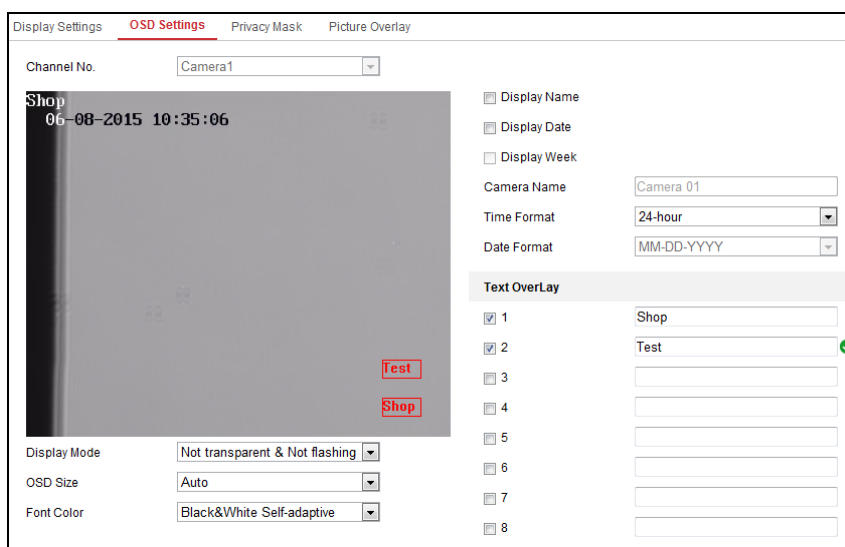 Display Settings OSD Settings Privacy Mask Picture Overlay
Channel No. Camera1
Shop
06-08-2015 10:35:06
Test
Shop
Display Mode Not transparent & Not flashing
OSD Size Auto
Font Color Black&White Self-adaptive
Display Name
Display Date
Display Week
Camera Name Camera 01
Time Format 24-hour
Date Format MM-DD-YYYY
Text OverLay
1 Shop
2 Test
3
4
5
6
7
8